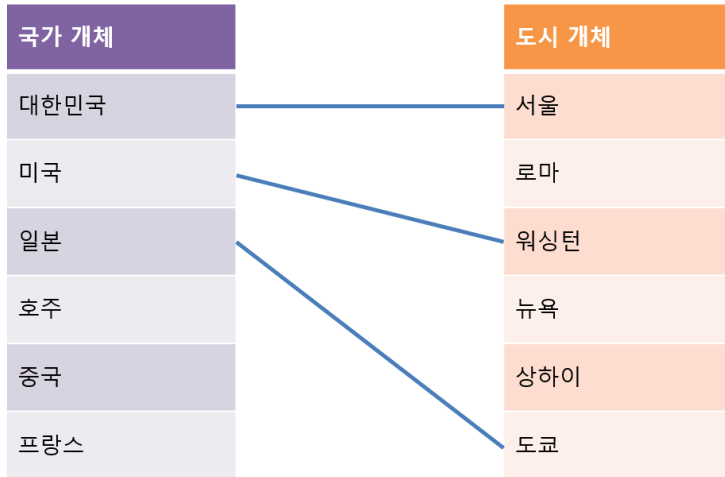 국가 개체
도시 개체
대한민국
서울
미국
로마
일본
워싱턴
호주
뉴욕
중국
상하이
프랑스
도쿄